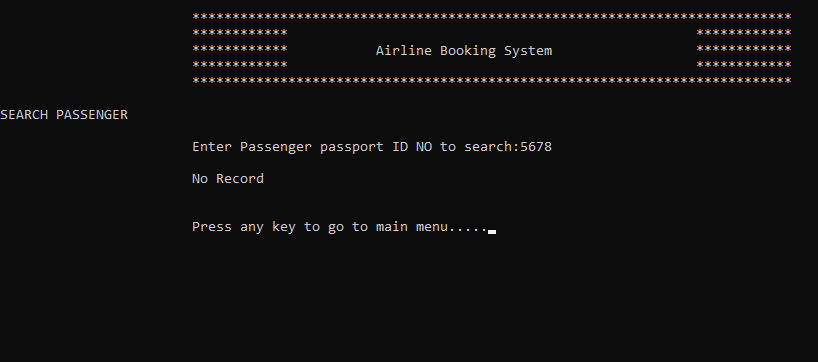 ***************************************************************************
************ ************
************ Airline Booking System ************
************ ************
***************************************************************************
SEARCH PASSENGER
Enter Passenger passport ID NO to search:5678
No Record
Press any key to go to main menu.....